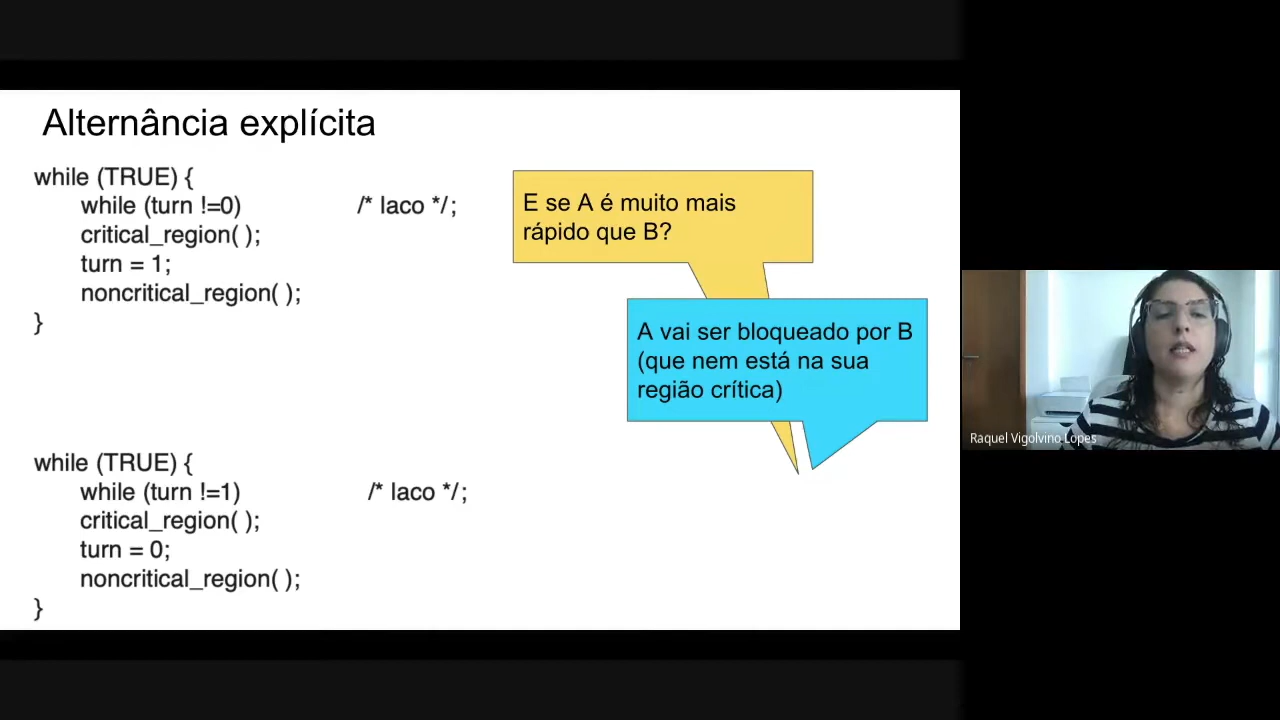 Alternância explícita
while (TRUE) {
while (turn !=0) /* laco */;
critical_region( );
turn = 1;
noncritical_region( );
}
E se A é muito mais
rápido que B?
A vai ser bloqueado por B
(que nem está na sua
região crítica)
while (TRUE) {
while (turn !=1) /* laco */;
critical_region( );
turn = 0;
noncritical_region( );
}
Raquel Vigolvino Lopes